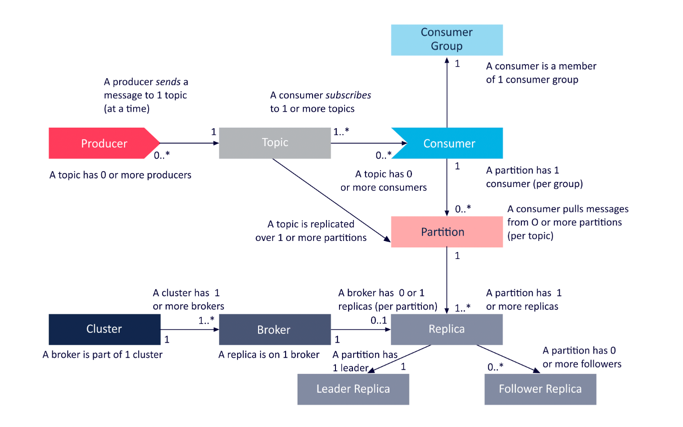 Consumer
Group
1
A consumer is a member
of 1 consumer group
A producer sends a
message to 1 topic
(at a time)
A consumer subscribes
to 1 or more topics
Producer
0..*
1
Topic
1..*
0..*
Consumer
1
A topic has 0 or more producers
A topic has 0
or more consumers
A partition has 1
consumer (per group)
A topic is replicated
over 1 or more partitions
0..*
A consumer pulls messages
from O or more partitions
(per topic)
Partition
1
A cluster has 1
or more brokers
A broker has 0 or 1
replicas (per partition)
1..*
A partition has 1
or more replicas
Cluster
1..*
1
Broker
0..1
1
Replica
A broker is part of 1 cluster
A replica is on 1 broker
A partition has
1 leader
1
0..*
A partition has 0
or more followers
Leader Replica
Follower Replica